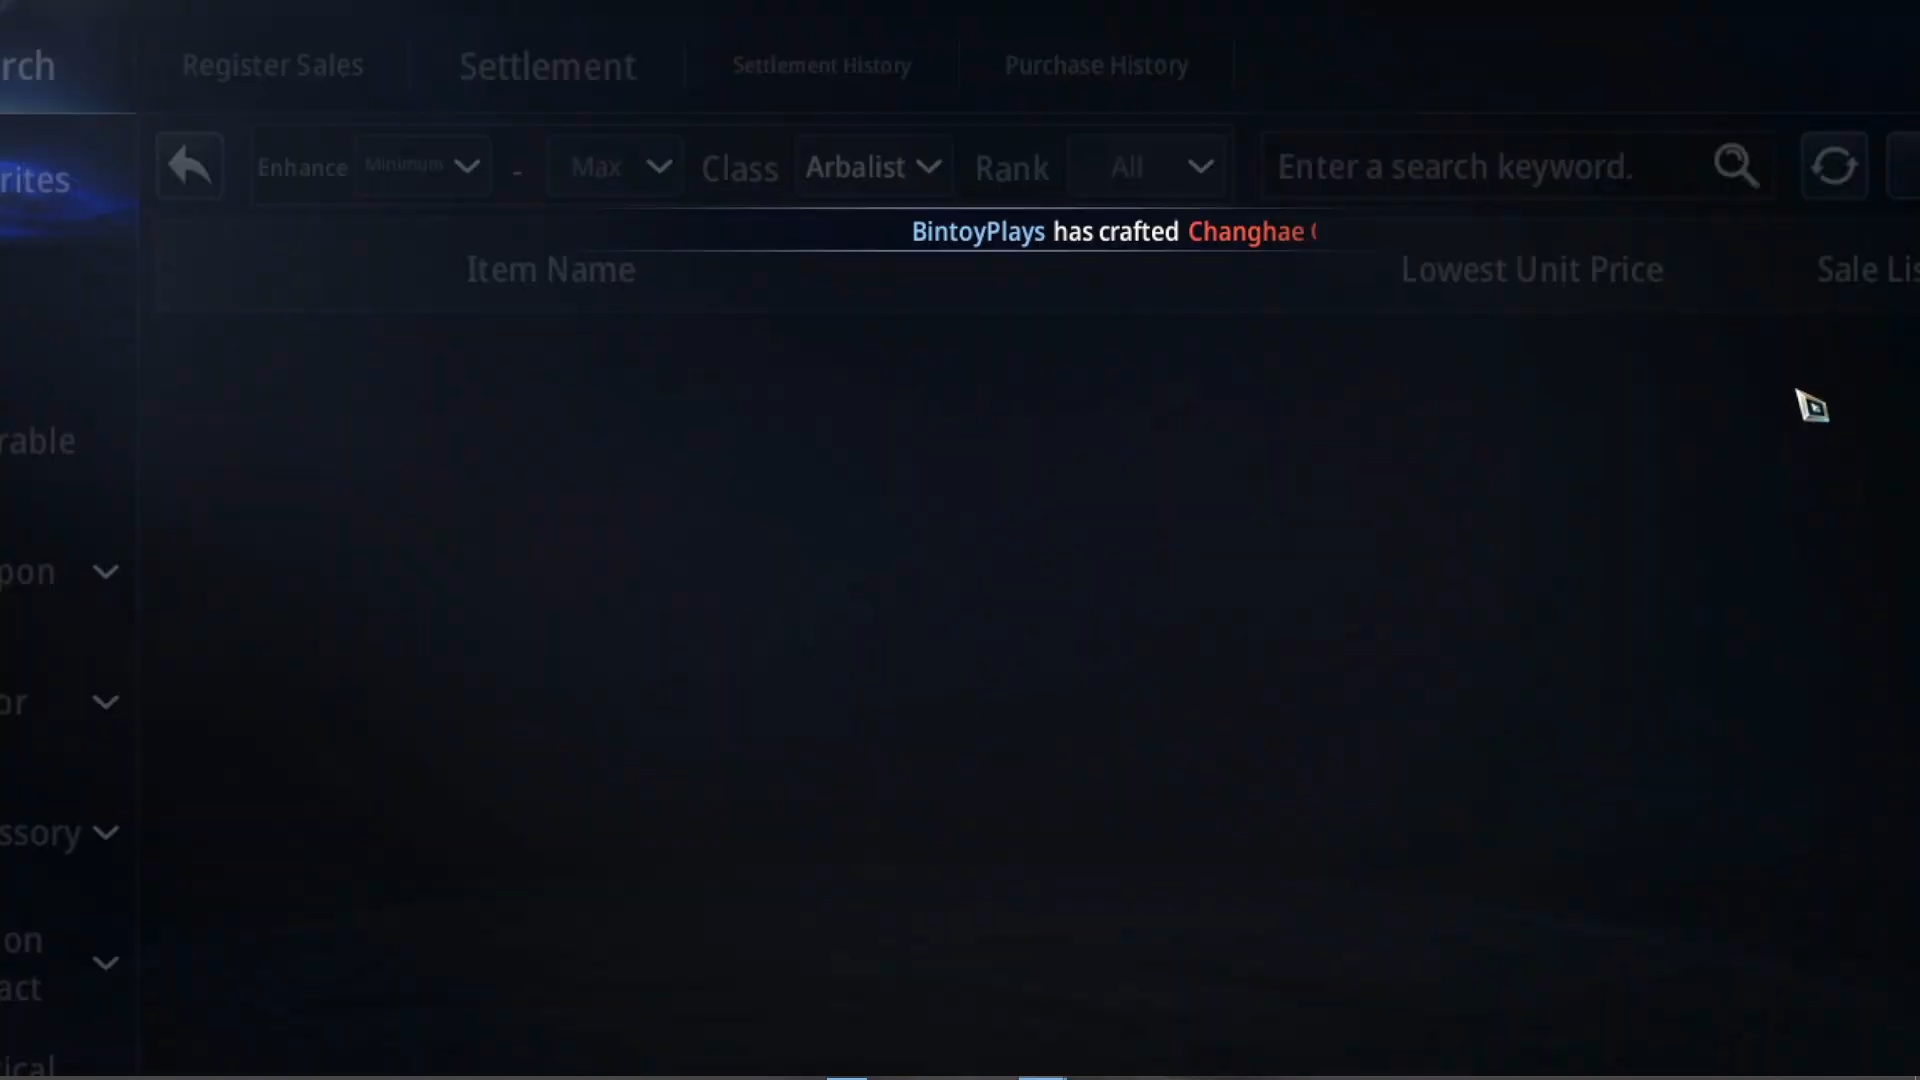 rch Register Sales Settlement Settlement History Purchase History
rites Enhance Minimum - Max Class Arbalist Rank All Enter a search keyword.
BintoyPlays has crafted Changhae
Item Name Lowest Unit Price Sale Lis
rable
pon
or
ssory
on
act
ical